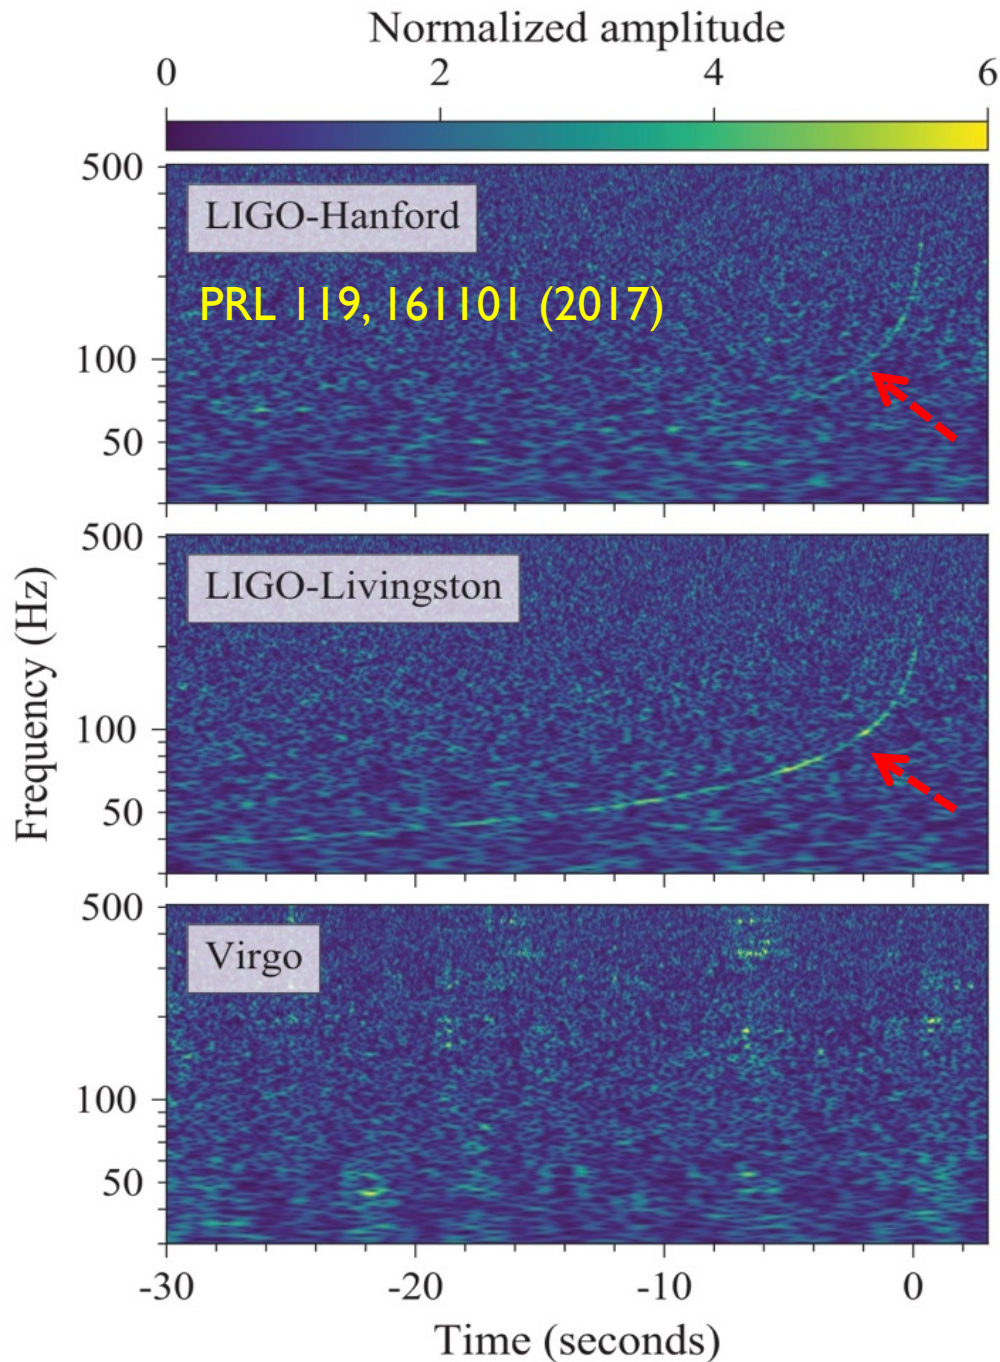 Normalized amplitude
0 2 4 6
500
LIGO-Hanford
PRL 119, 161101 (2017)
100
50
500
LIGO-Livingston
100
50
Frequency (Hz)
500
Virgo
100
50
-30 -20 -10 0
Time (seconds)